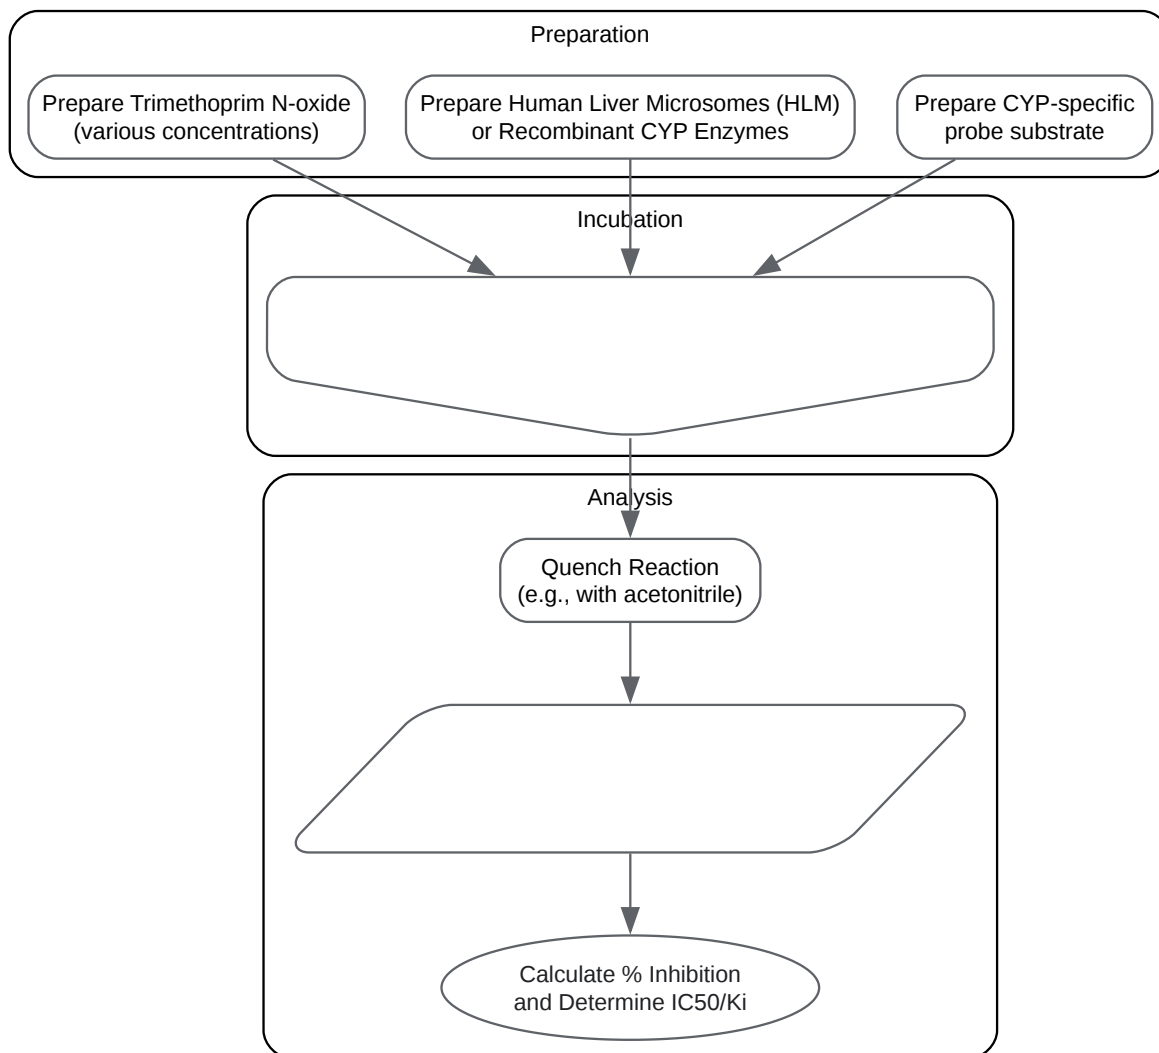 Preparation
Prepare Trimethoprim N-oxide
(various concentrations)
Prepare Human Liver Microsomes (HLM)
or Recombinant CYP Enzymes
Prepare CYP-specific
probe substrate
Incubation
Analysis
Quench Reaction
(e.g., with acetonitrile)
Calculate % Inhibition
and Determine IC50/Ki